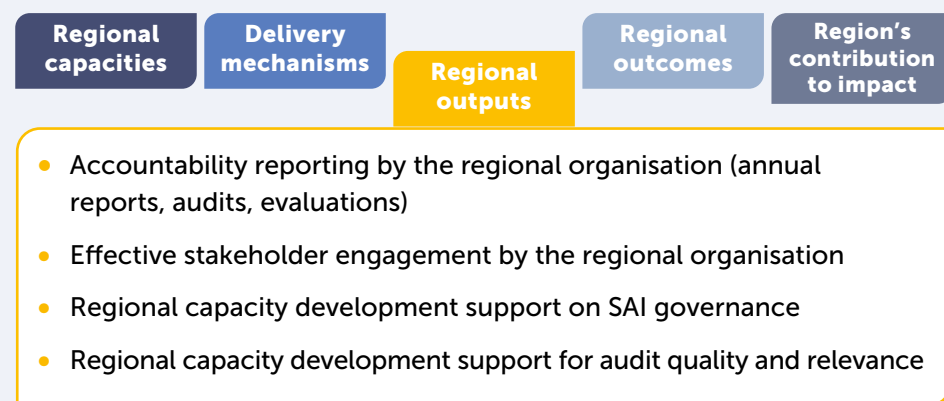 Regional
capacities
Delivery
mechanisms
Regional
outputs
Regional
outcomes
Region's
contribution
to impact
Accountability reporting by the regional organisation (annual
reports, audits, evaluations)
Effective stakeholder engagement by the regional organisation
Regional capacity development support on SAI governance
Regional capacity development support for audit quality and relevance